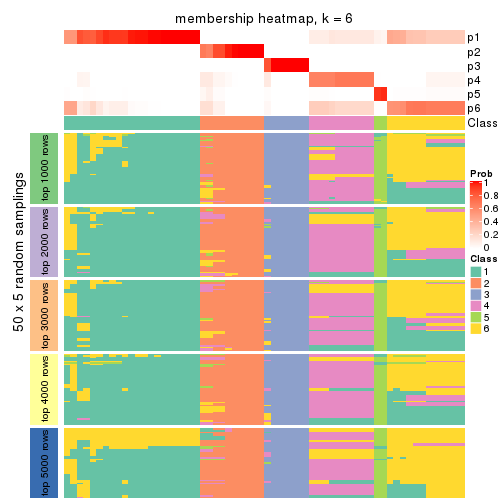 membership heatmap, k = 6
p1
p2
p3
p4
p5
p6
Class
50 x 5 random samplings
top 1000 rows
top 2000 rows
top 3000 rows
top 4000 rows
top 5000 rows
Prob
1
0.8
0.6
0.4
0.2
0
Class
1
2
3
4
5
6